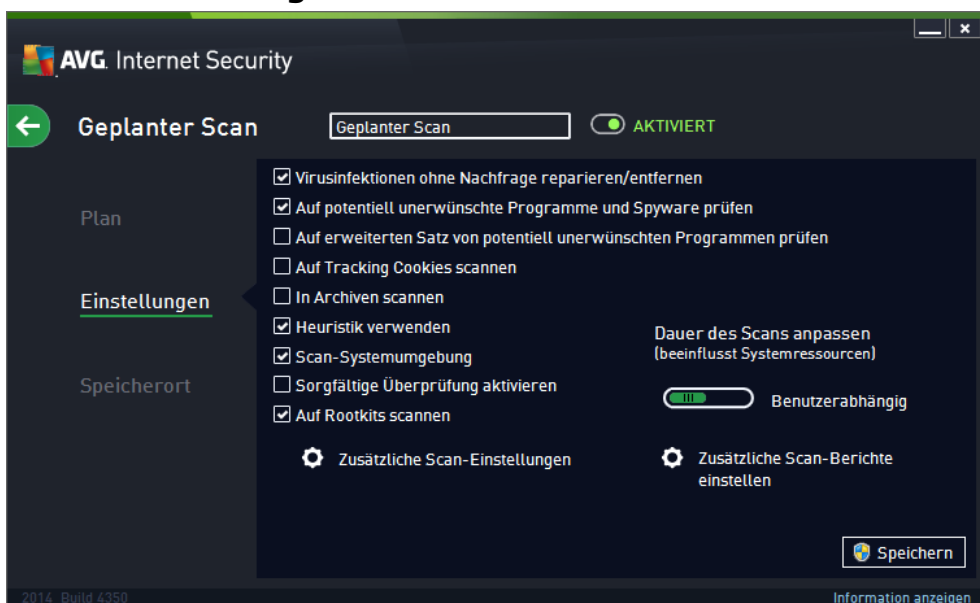 AVG. Internet Security
Geplanter Scan
Geplanter Scan
AKTIVIERT
Plan
Einstellungen
Speicherort
Virusinfektionen ohne Nachfrage reparieren/entfernen
Auf potentiell unerwünschte Programme und Spyware prüfen
Auf erweiterten Satz von potentiell unerwünschten Programmen prüfen
Auf Tracking Cookies scannen
In Archiven scannen
Heuristik verwenden
Scan-Systemumgebung
Sorgfältige Überprüfung aktivieren
Auf Rootkits scannen
Dauer des Scans anpassen
(beeinflusst Systemressourcen)
Benutzerabhängig
Zusätzliche Scan-Einstellungen
Zusätzliche Scan-Berichte
einstellen
Speichern
2014 Build 4350
Information anzeigen